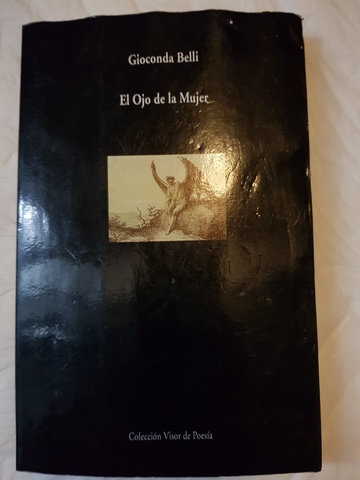 Gioconda Belli
El Ojo de la Mujer
Colección Visor de Poesía